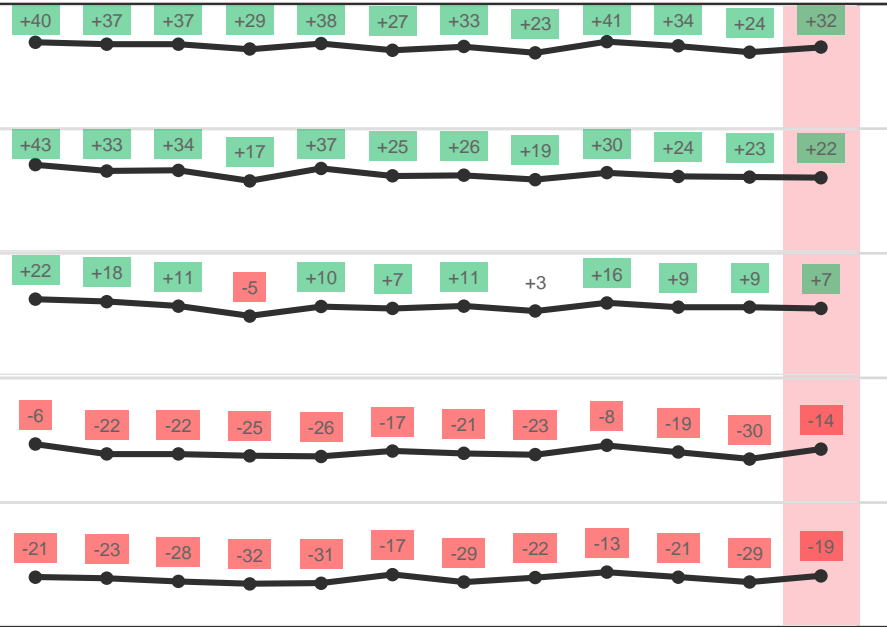 +40 +37 +37 +29 +38 +27 +33 +23 +41 +34 +24 +32
+43 +33 +34 +17 +37 +25 +26 +19 +30 +24 +23 +22
+22 +18 +11 -5 +10 +7 +11 +3 +16 +9 +9 +7
-6 -22 -22 -25 -26 -17 -21 -23 -8 -19 -30 -14
-21 -23 -28 -32 -31 -17 -29 -22 -13 -21 -29 -19